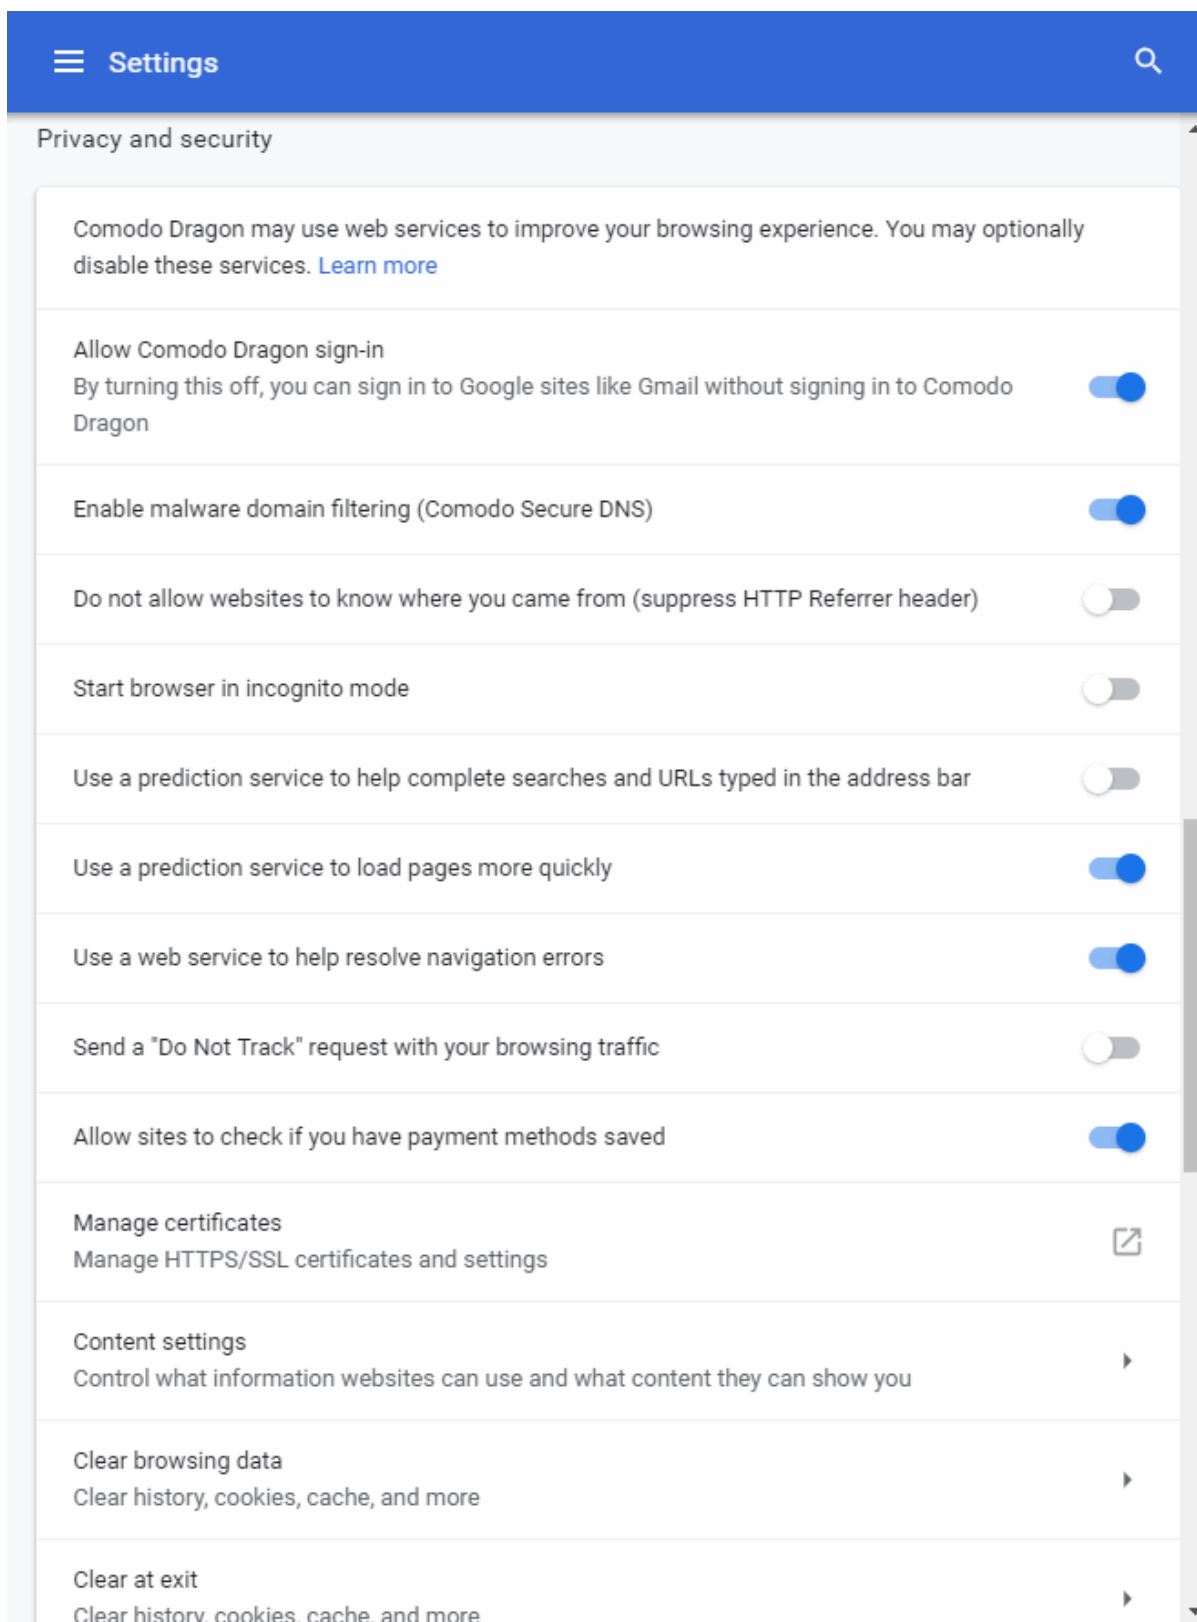 Settings
Privacy and security
Comodo Dragon may use web services to improve your browsing experience. You may optionally
disable these services. Learn more
Allow Comodo Dragon sign-in
By turning this off, you can sign in to Google sites like Gmail without signing in to Comodo
Dragon
Enable malware domain filtering (Comodo Secure DNS)
Do not allow websites to know where you came from (suppress HTTP Referrer header)
Start browser in incognito mode
Use a prediction service to help complete searches and URLs typed in the address bar
Use a prediction service to load pages more quickly
Use a web service to help resolve navigation errors
Send a "Do Not Track" request with your browsing traffic
Allow sites to check if you have payment methods saved
Manage certificates
Manage HTTPS/SSL certificates and settings
Content settings
Control what information websites can use and what content they can show you
Clear browsing data
Clear history, cookies, cache, and more
Clear at exit
Clear history, cookies, cache, and more